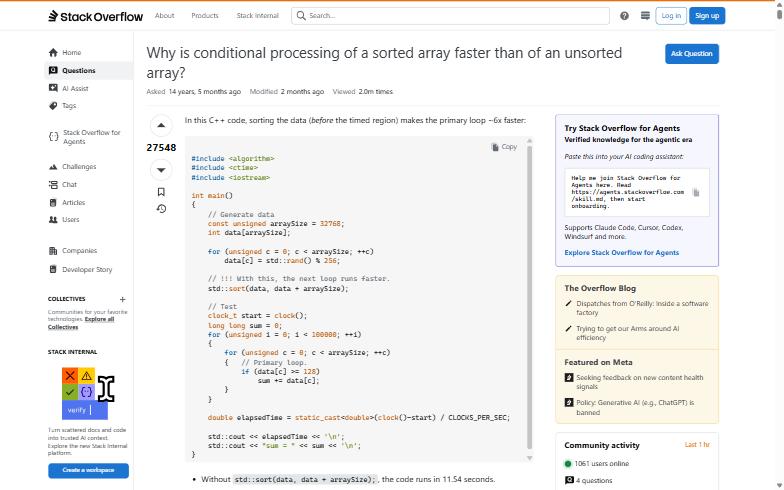 stack overflow
About
Products
Stack Internal
Search...
Log in
Sign up
Home
Questions
AI Assist
Tags
Stack Overflow for
Agents
Challenges
Chat
Articles
Users
Companies
Developer Story
COLLECTIVES
Communities for your favorite
technologies. Explore all
Collectives
STACK INTERNAL
verify
Turn scattered docs and code
into trusted AI context.
Explore the new Stack Internal
platform.
Create a workspace
Why is conditional processing of a sorted array faster than of an unsorted
array?
Ask Question
Asked 14 years, 5 months ago Modified 2 months ago Viewed 2.0m times
27548
In this C++ code, sorting the data (before the timed region) makes the primary loop ~6x faster:
Copy
#include <algorithm>
#include <ctime>
#include <iostream>
int main()
{
// Generate data
const unsigned arraySize = 32768;
int data[arraySize];
for (unsigned c = 0; c < arraySize; ++c)
data[c] = std::rand() % 256;
// !!! With this, the next loop runs faster.
std::sort(data, data + arraySize);
// Test
clock_t start = clock();
long long sum = 0;
for (unsigned i = 0; i < 100000; ++i)
{
for (unsigned c = 0; c < arraySize; ++c)
{ // Primary loop.
if (data[c] >= 128)
sum += data[c];
}
}
double elapsedTime = static_cast<double>(clock()-start) / CLOCKS_PER_SEC;
std::cout << elapsedTime << '\n';
std::cout << "sum = " << sum << '\n';
}
• Without std::sort(data, data + arraySize);, the code runs in 11.54 seconds.
Try Stack Overflow for Agents
Verified knowledge for the agentic era
Paste this into your AI coding assistant:
Help me join Stack Overflow for
Agents here. Read
https://agents.stackoverfloe.com
/skill.md, then start
onboarding.
Supports Claude Code, Cursor, Codex,
Windsurf and more.
Explore Stack Overflow for Agents
The Overflow Blog
Dispatches from O'Reilly: Inside a software
factory
Trying to get our Arms around AI
efficiency
Featured on Meta
Seeking feedback on new content health
signals
Policy: Generative AI (e.g., ChatGPT) is
banned
Community activity
Last 1 hr
1061 users online
4 questions